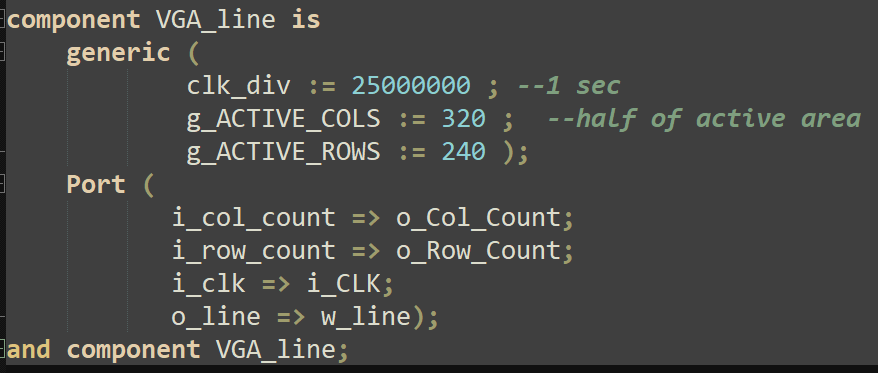 component VGA_line is
generic (
clk_div := 25000000 ; --1 sec
g_ACTIVE_COLS := 320 ; --half of active area
g_ACTIVE_ROWS := 240 );
Port (
i_col_count => o_Col_Count;
i_row_count => o_Row_Count;
i_clk => i_CLK;
o_line => w_line);
and component VGA_line;